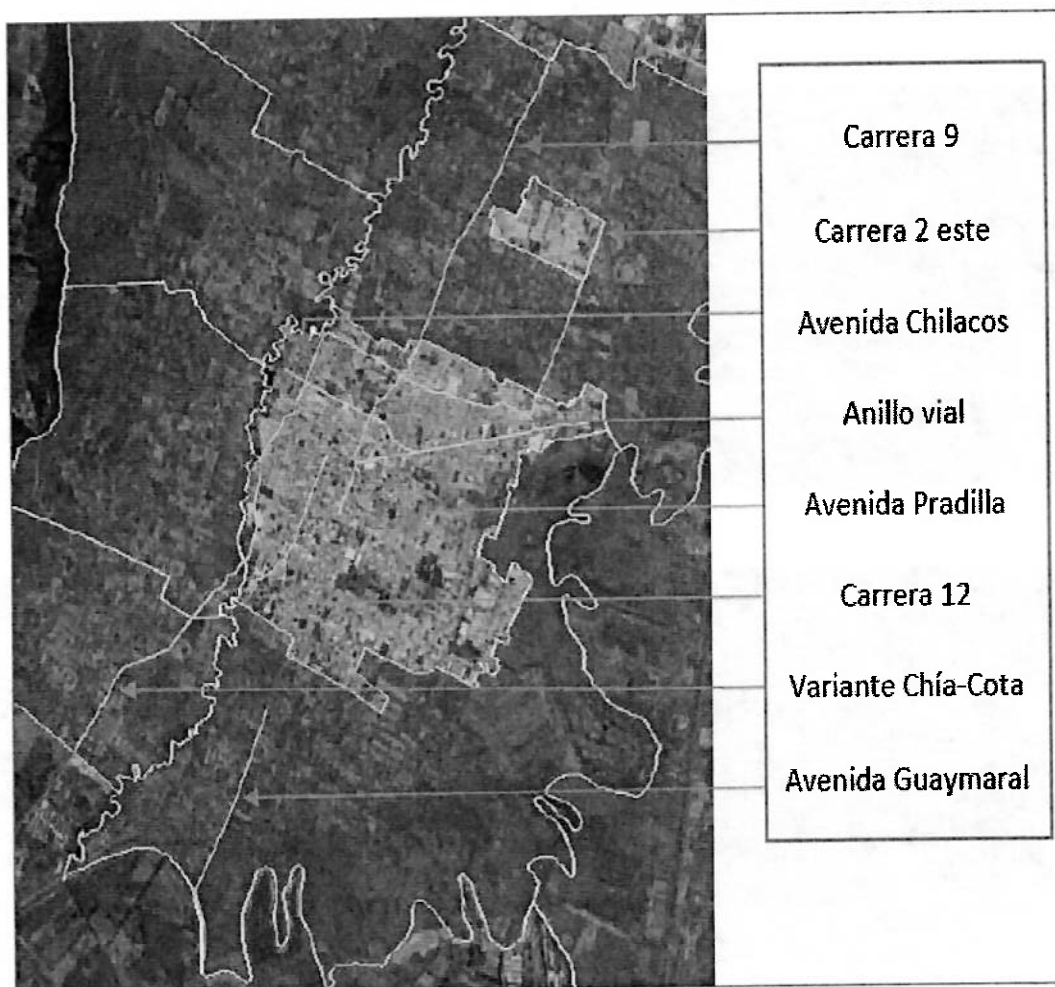 Carrera 9
Carrera 2 este
Avenida Chilacos
Anillo vial
Avenida Pradilla
Carrera 12
Variante Chía-Cota
Avenida Guaymaral